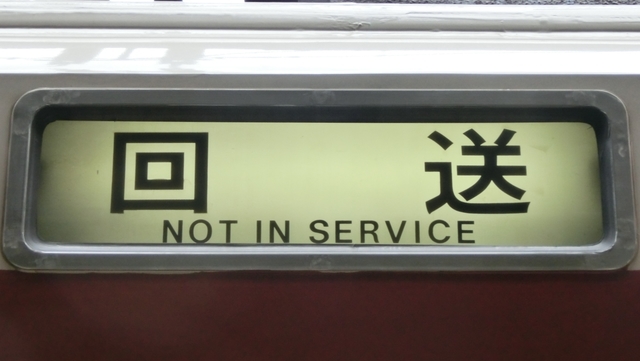 回送
NOT IN SERVICE